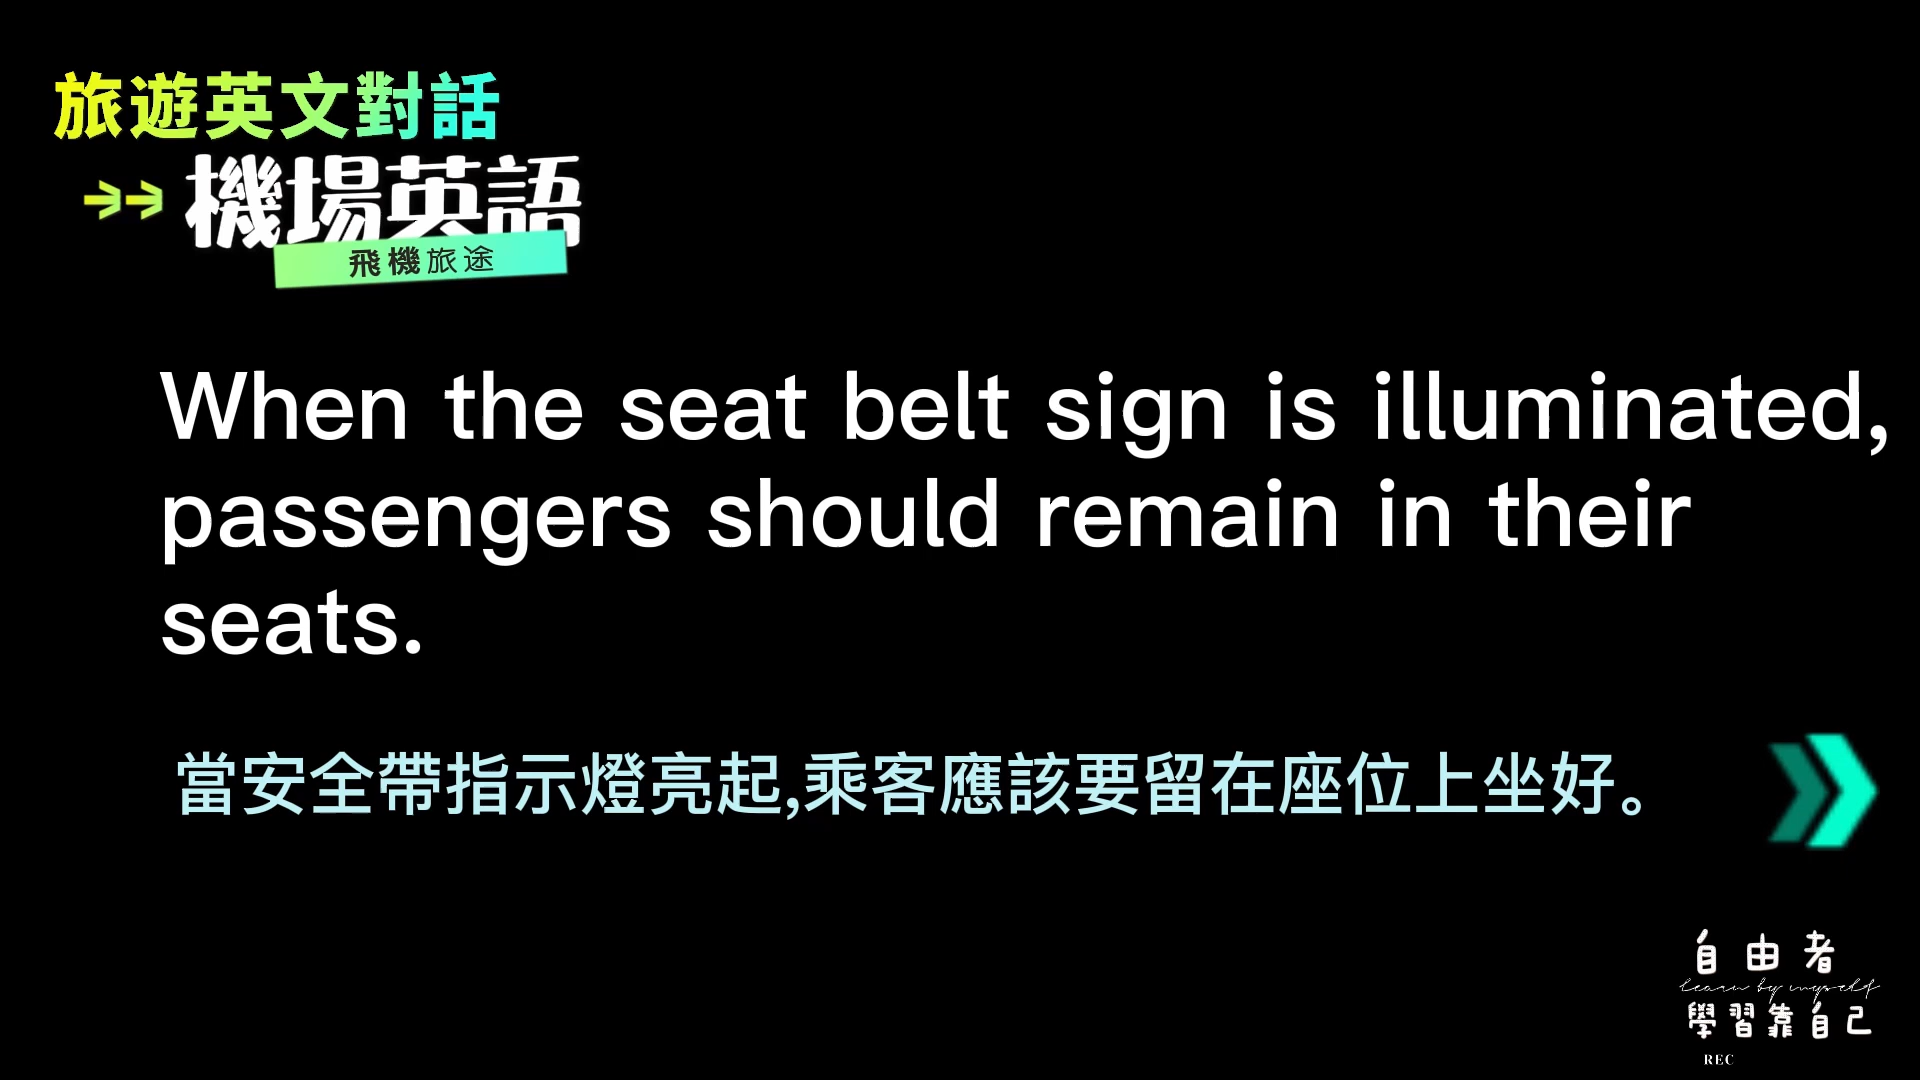 旅遊英文對話
機場英語
飛機旅途
When the seat belt sign is illuminated,
passengers should remain in their
seats.
當安全帶指示燈亮起,乘客應該要留在座位上坐好。
自由者
learn by myself
學習靠自己
REC